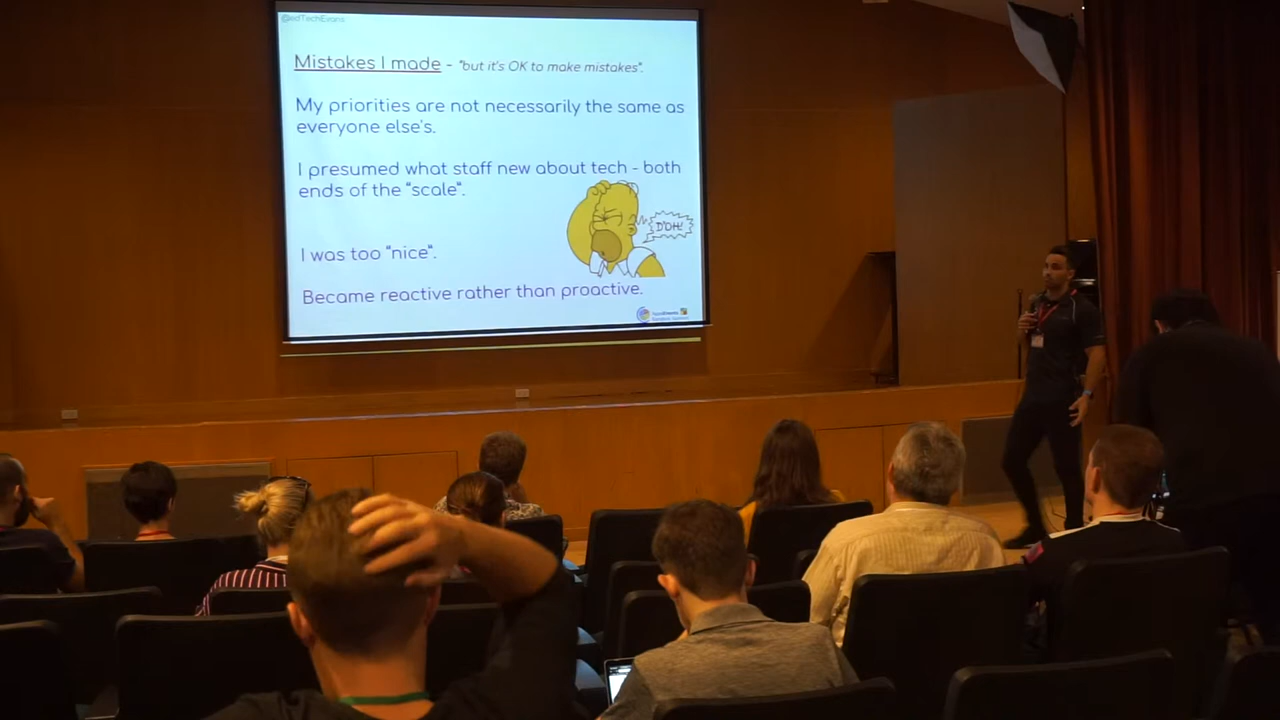 @edTechEvans
Mistakes I made - "but it's OK to make mistakes".
My priorities are not necessarily the same as
everyone else's.
I presumed what staff new about tech - both
ends of the "scale".
D'OH!
I was too "nice".
Became reactive rather than proactive.